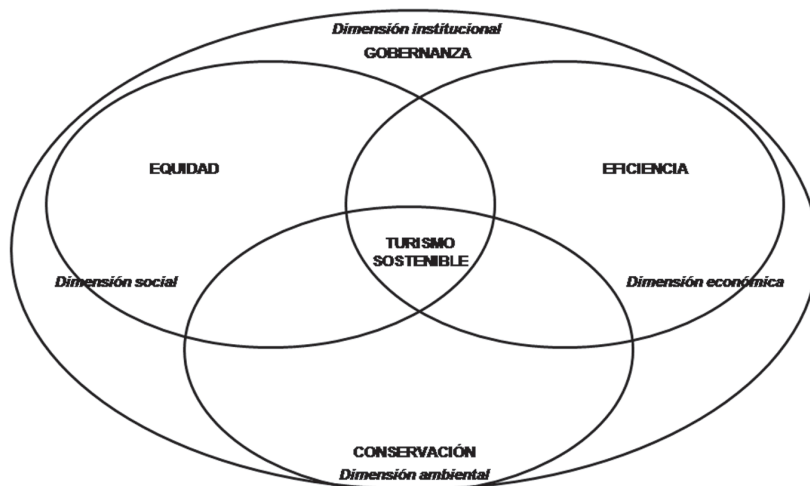 Dimensión institucional
GOBERNANZA
EQUIDAD
EFICIENCIA
TURISMO
SOSTENIBLE
Dimensión social
Dimensión económica
CONSERVACIÓN
Dimensión ambiental